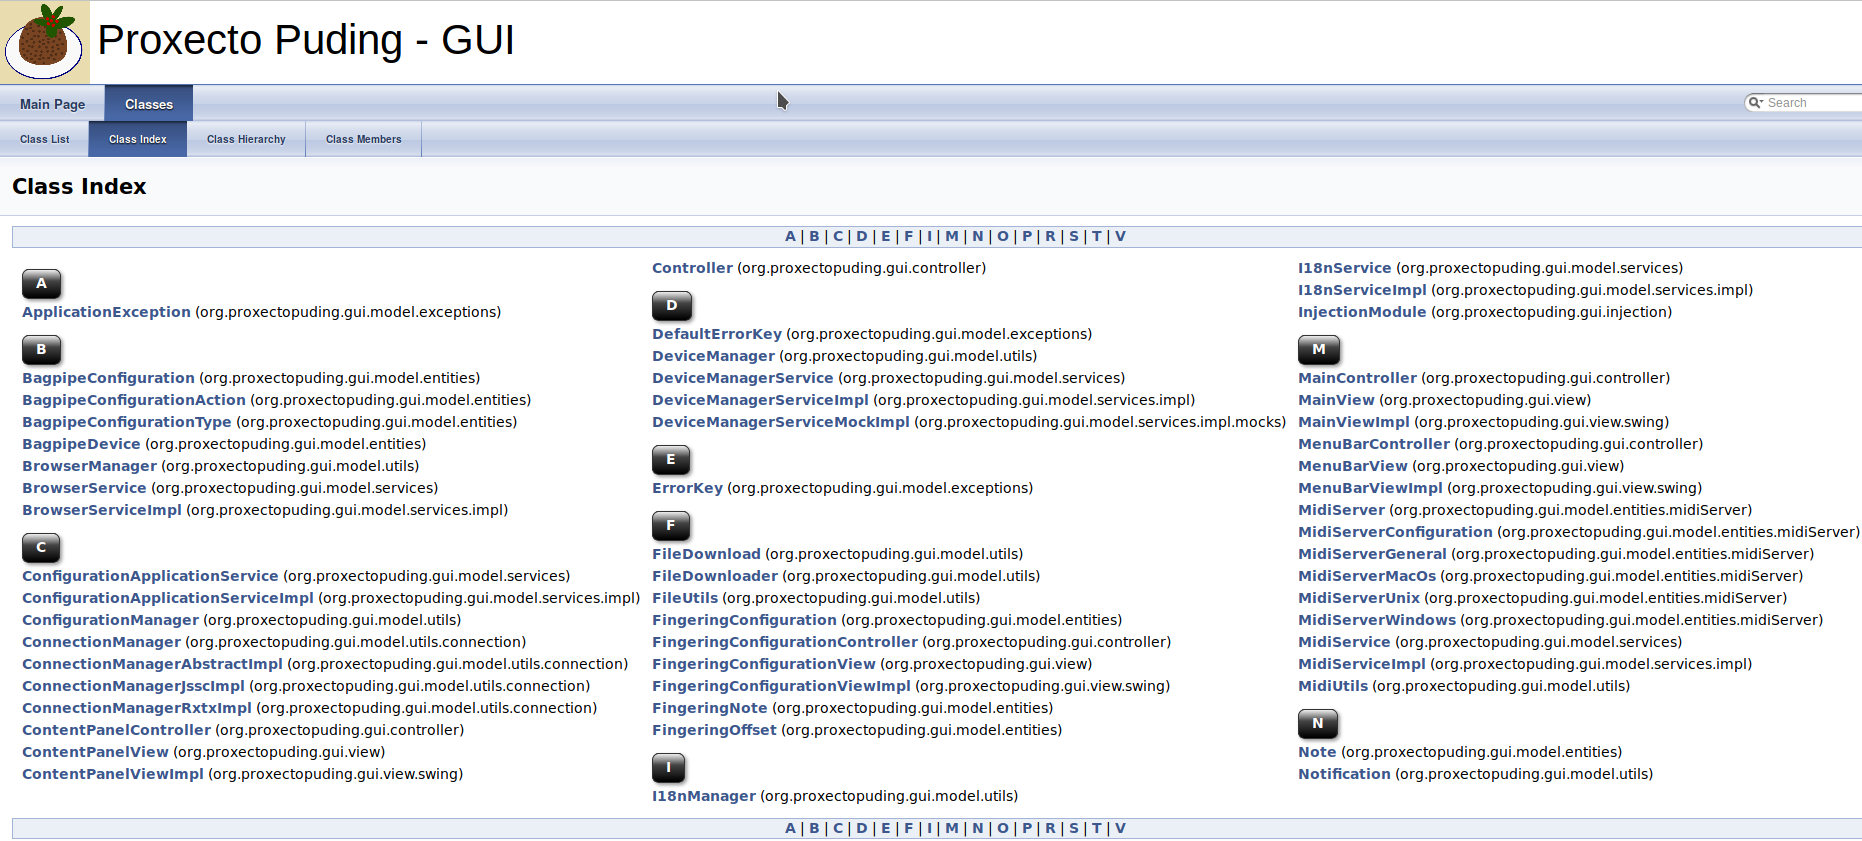 Proxecto Puding - GUI
Main Page
Classes
Search
Class List
Class Index
Class Hierarchy
Class Members
Class Index
A | B | C | D | E | F | I | M | N | O | P | R | S | T | V
A
ApplicationException (org.proxectopuding.gui.model.exceptions)
B
BagpipeConfiguration (org.proxectopuding.gui.model.entities)
BagpipeConfigurationAction (org.proxectopuding.gui.model.entities)
BagpipeConfigurationType (org.proxectopuding.gui.model.entities)
BagpipeDevice (org.proxectopuding.gui.model.entities)
BrowserManager (org.proxectopuding.gui.model.utils)
BrowserService (org.proxectopuding.gui.model.services)
BrowserServiceImpl (org.proxectopuding.gui.model.services.impl)
C
ConfigurationApplicationService (org.proxectopuding.gui.model.services)
ConfigurationApplicationServiceImpl (org.proxectopuding.gui.model.services.impl)
ConfigurationManager (org.proxectopuding.gui.model.utils)
ConnectionManager (org.proxectopuding.gui.model.utils.connection)
ConnectionManagerAbstractImpl (org.proxectopuding.gui.model.utils.connection)
ConnectionManagerJsscImpl (org.proxectopuding.gui.model.utils.connection)
ConnectionManagerRxtxImpl (org.proxectopuding.gui.model.utils.connection)
ContentPanelController (org.proxectopuding.gui.controller)
ContentPanelView (org.proxectopuding.gui.view)
ContentPanelViewImpl (org.proxectopuding.gui.view.swing)
Controller (org.proxectopuding.gui.controller)
D
DefaultErrorKey (org.proxectopuding.gui.model.exceptions)
DeviceManager (org.proxectopuding.gui.model.utils)
DeviceManagerService (org.proxectopuding.gui.model.services)
DeviceManagerServiceImpl (org.proxectopuding.gui.model.services.impl)
DeviceManagerServiceMockImpl (org.proxectopuding.gui.model.services.impl.mocks)
E
ErrorKey (org.proxectopuding.gui.model.exceptions)
F
FileDownload (org.proxectopuding.gui.model.utils)
FileDownloader (org.proxectopuding.gui.model.utils)
FileUtils (org.proxectopuding.gui.model.utils)
FingeringConfiguration (org.proxectopuding.gui.model.entities)
FingeringConfigurationController (org.proxectopuding.gui.controller)
FingeringConfigurationView (org.proxectopuding.gui.view)
FingeringConfigurationViewImpl (org.proxectopuding.gui.view.swing)
FingeringNote (org.proxectopuding.gui.model.entities)
FingeringOffset (org.proxectopuding.gui.model.entities)
I
I18nManager (org.proxectopuding.gui.model.utils)
I18nService (org.proxectopuding.gui.model.services)
I18nServiceImpl (org.proxectopuding.gui.model.services.impl)
InjectionModule (org.proxectopuding.gui.injection)
M
MainController (org.proxectopuding.gui.controller)
MainView (org.proxectopuding.gui.view)
MainViewImpl (org.proxectopuding.gui.view.swing)
MenuBarController (org.proxectopuding.gui.controller)
MenuBarView (org.proxectopuding.gui.view)
MenuBarViewImpl (org.proxectopuding.gui.view.swing)
MidiServer (org.proxectopuding.gui.model.entities.midiServer)
MidiServerConfiguration (org.proxectopuding.gui.model.entities.midiServer)
MidiServerGeneral (org.proxectopuding.gui.model.entities.midiServer)
MidiServerMacOs (org.proxectopuding.gui.model.entities.midiServer)
MidiServerUnix (org.proxectopuding.gui.model.entities.midiServer)
MidiServerWindows (org.proxectopuding.gui.model.entities.midiServer)
MidiService (org.proxectopuding.gui.model.services)
MidiServiceImpl (org.proxectopuding.gui.model.services.impl)
MidiUtils (org.proxectopuding.gui.model.utils)
N
Note (org.proxectopuding.gui.model.entities)
Notification (org.proxectopuding.gui.model.utils)
A | B | C | D | E | F | I | M | N | O | P | R | S | T | V